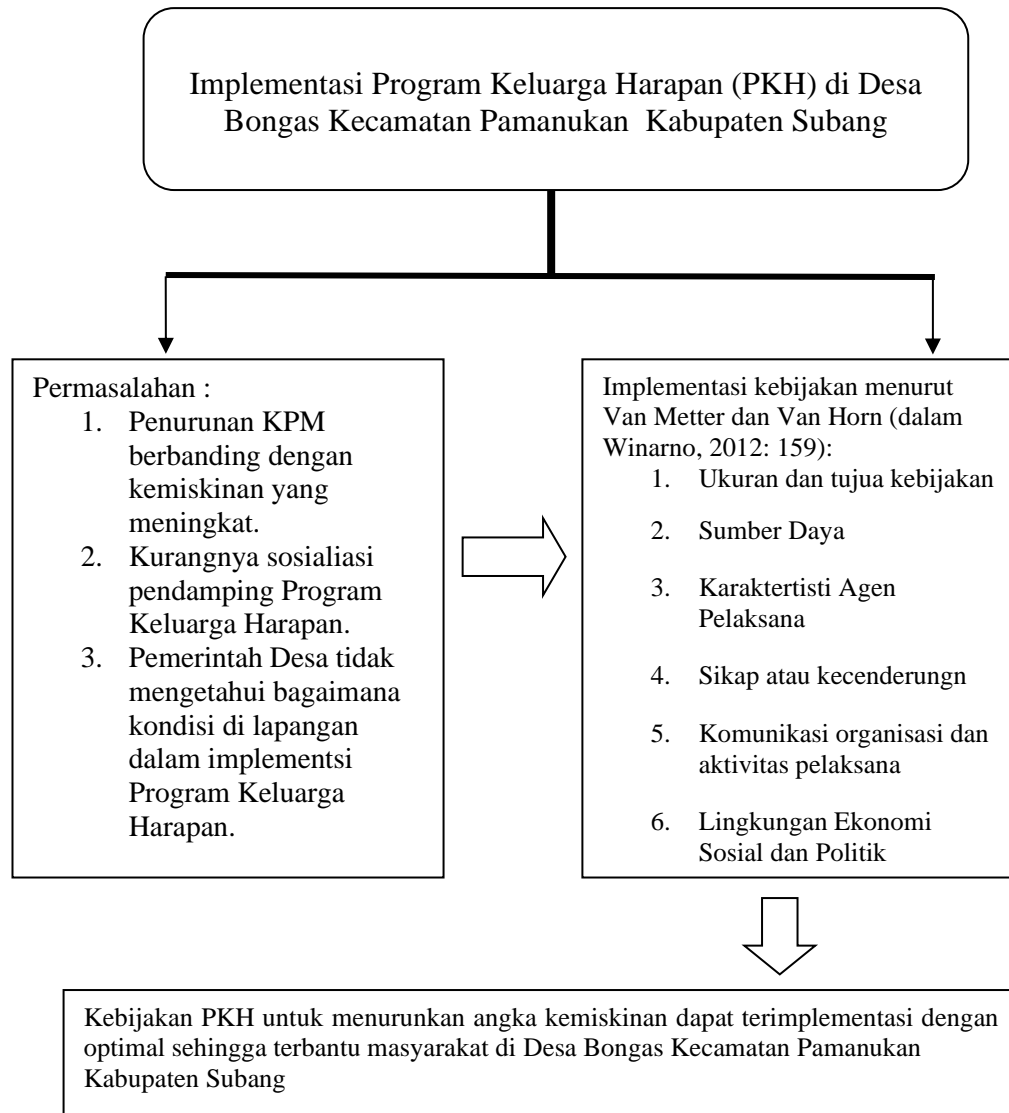 Implementasi Program Keluarga Harapan (PKH) di Desa
Bongas Kecamatan Pamanukan Kabupaten Subang
Permasalahan :
1. Penurunan KPM
berbanding dengan
kemiskinan yang
meningkat.
2. Kurangnya sosialiasi
pendamping Program
Keluarga Harapan.
3. Pemerintah Desa tidak
mengetahui bagaimana
kondisi di lapangan
dalam implementsi
Program Keluarga
Harapan.
Implementasi kebijakan menurut
Van Metter dan Van Horn (dalam
Winarno, 2012: 159):
1. Ukuran dan tujua kebijakan
2. Sumber Daya
3. Karaktertisti Agen
Pelaksana
4. Sikap atau kecenderungn
5. Komunikasi organisasi dan
aktivitas pelaksana
6. Lingkungan Ekonomi
Sosial dan Politik
Kebijakan PKH untuk menurunkan angka kemiskinan dapat terimplementasi dengan
optimal sehingga terbantu masyarakat di Desa Bongas Kecamatan Pamanukan
Kabupaten Subang